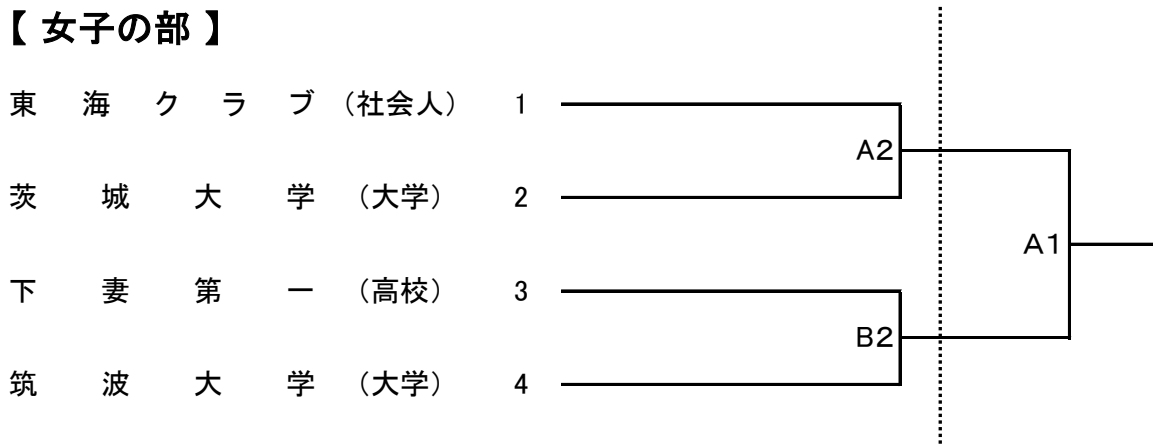 【 女子の部 】
東海クラブ（社会人） 1
A2
茨城大学（大学） 2
A1
下妻第一（高校） 3
B2
筑波大学（大学） 4